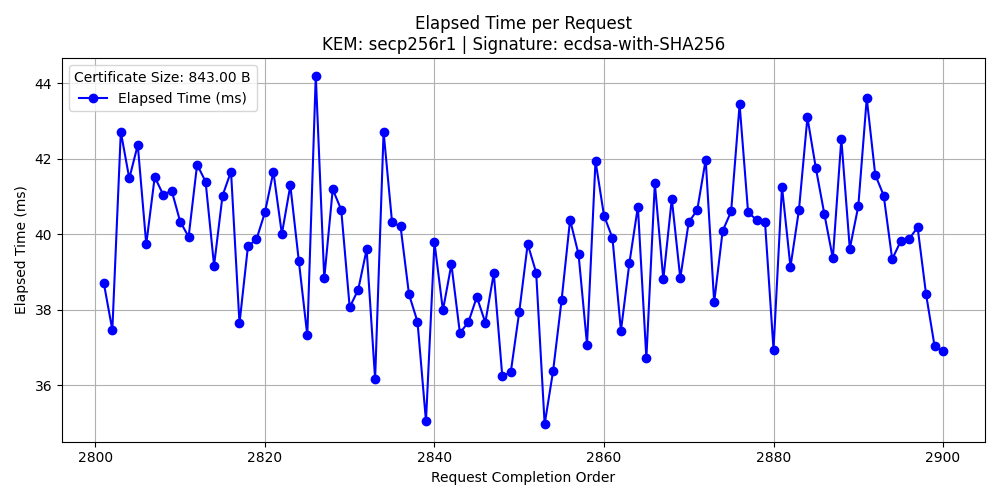 Elapsed Time per Request
KEM: secp256r1 | Signature: ecdsa-with-SHA256
Certificate Size: 843.00 B
Elapsed Time (ms)
Elapsed Time (ms)
44
42
40
38
36
2800 2820 2840 2860 2880 2900
Request Completion Order